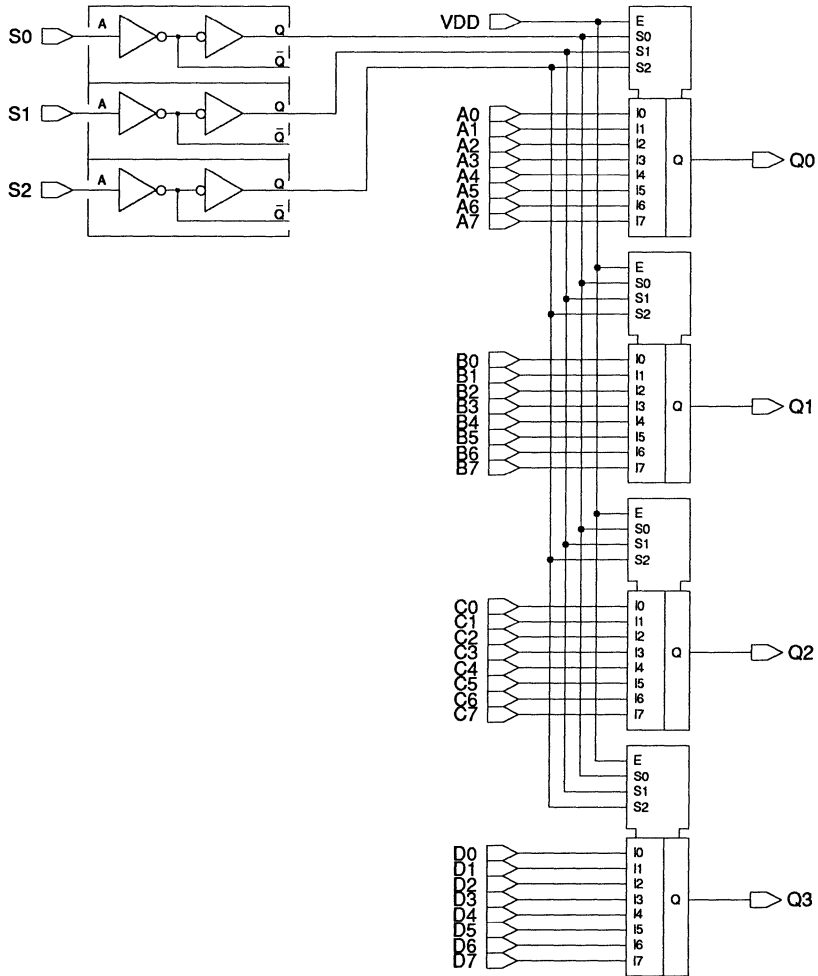 S0 A Q
Q̅
S1 A Q
Q̅
S2 A Q
Q̅
VDD E
S0
S1
S2
A0 I0
A1 I1
A2 I2
A3 I3 Q Q0
A4 I4
A5 I5
A6 I6
A7 I7
E
S0
S1
S2
B0 I0
B1 I1
B2 I2
B3 I3 Q Q1
B4 I4
B5 I5
B6 I6
B7 I7
E
S0
S1
S2
C0 I0
C1 I1
C2 I2
C3 I3 Q Q2
C4 I4
C5 I5
C6 I6
C7 I7
E
S0
S1
S2
D0 I0
D1 I1
D2 I2
D3 I3 Q Q3
D4 I4
D5 I5
D6 I6
D7 I7